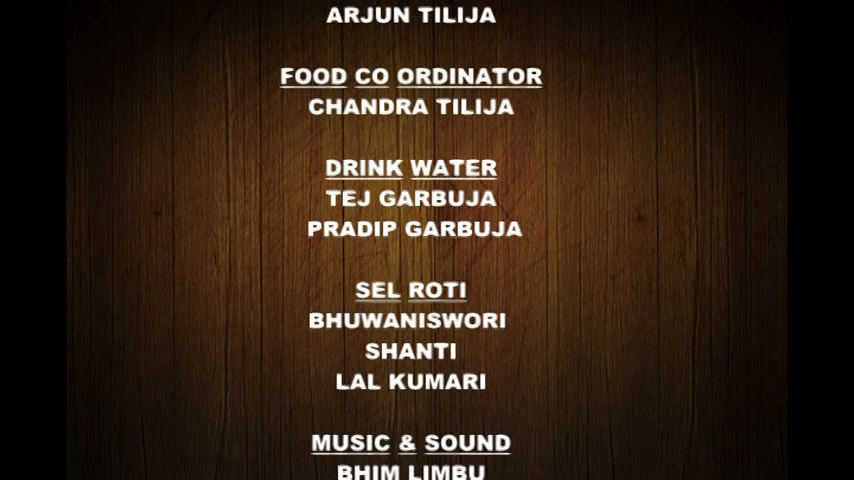 ARJUN TILIJA
FOOD CO ORDINATOR
CHANDRA TILIJA
DRINK WATER
TEJ GARBUJA
PRADIP GARBUJA
SEL ROTI
BHUWANISWORI
SHANTI
LAL KUMARI
MUSIC & SOUND
BHIM LIMBU